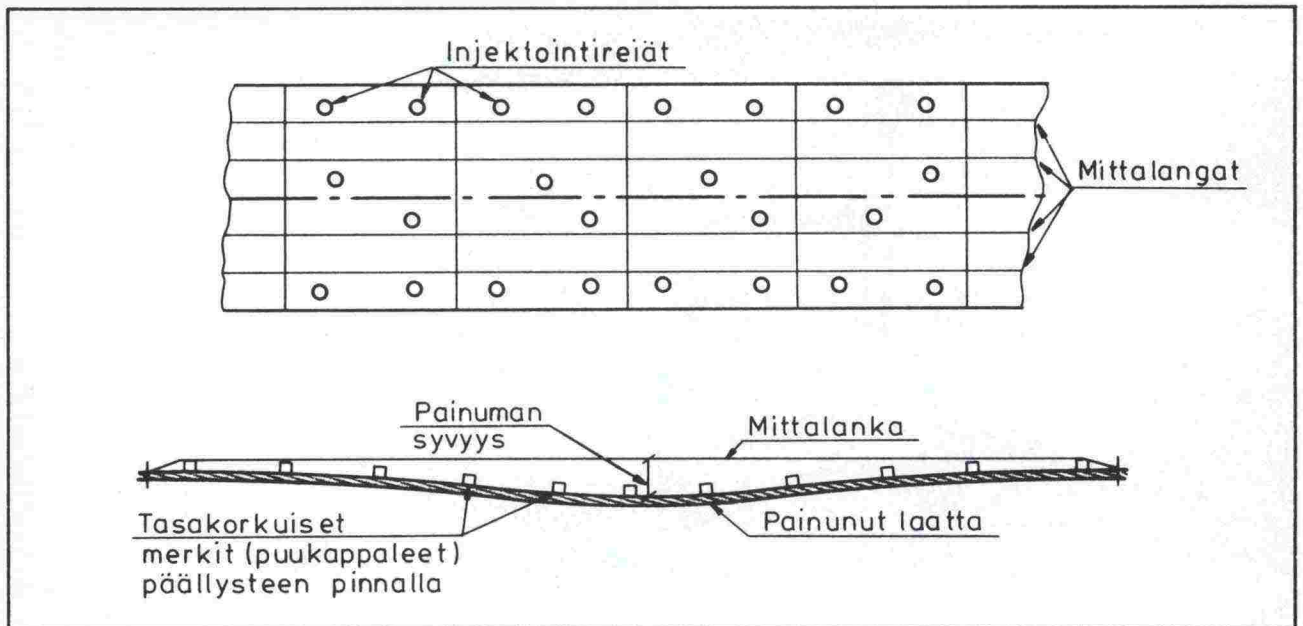 Injektointireiät
Mittalangat
Painuman
syvyys
Mittalanka
Tasakorkuiset
merkit (puukappaleet)
päällysteen pinnalla
Painunut laatta